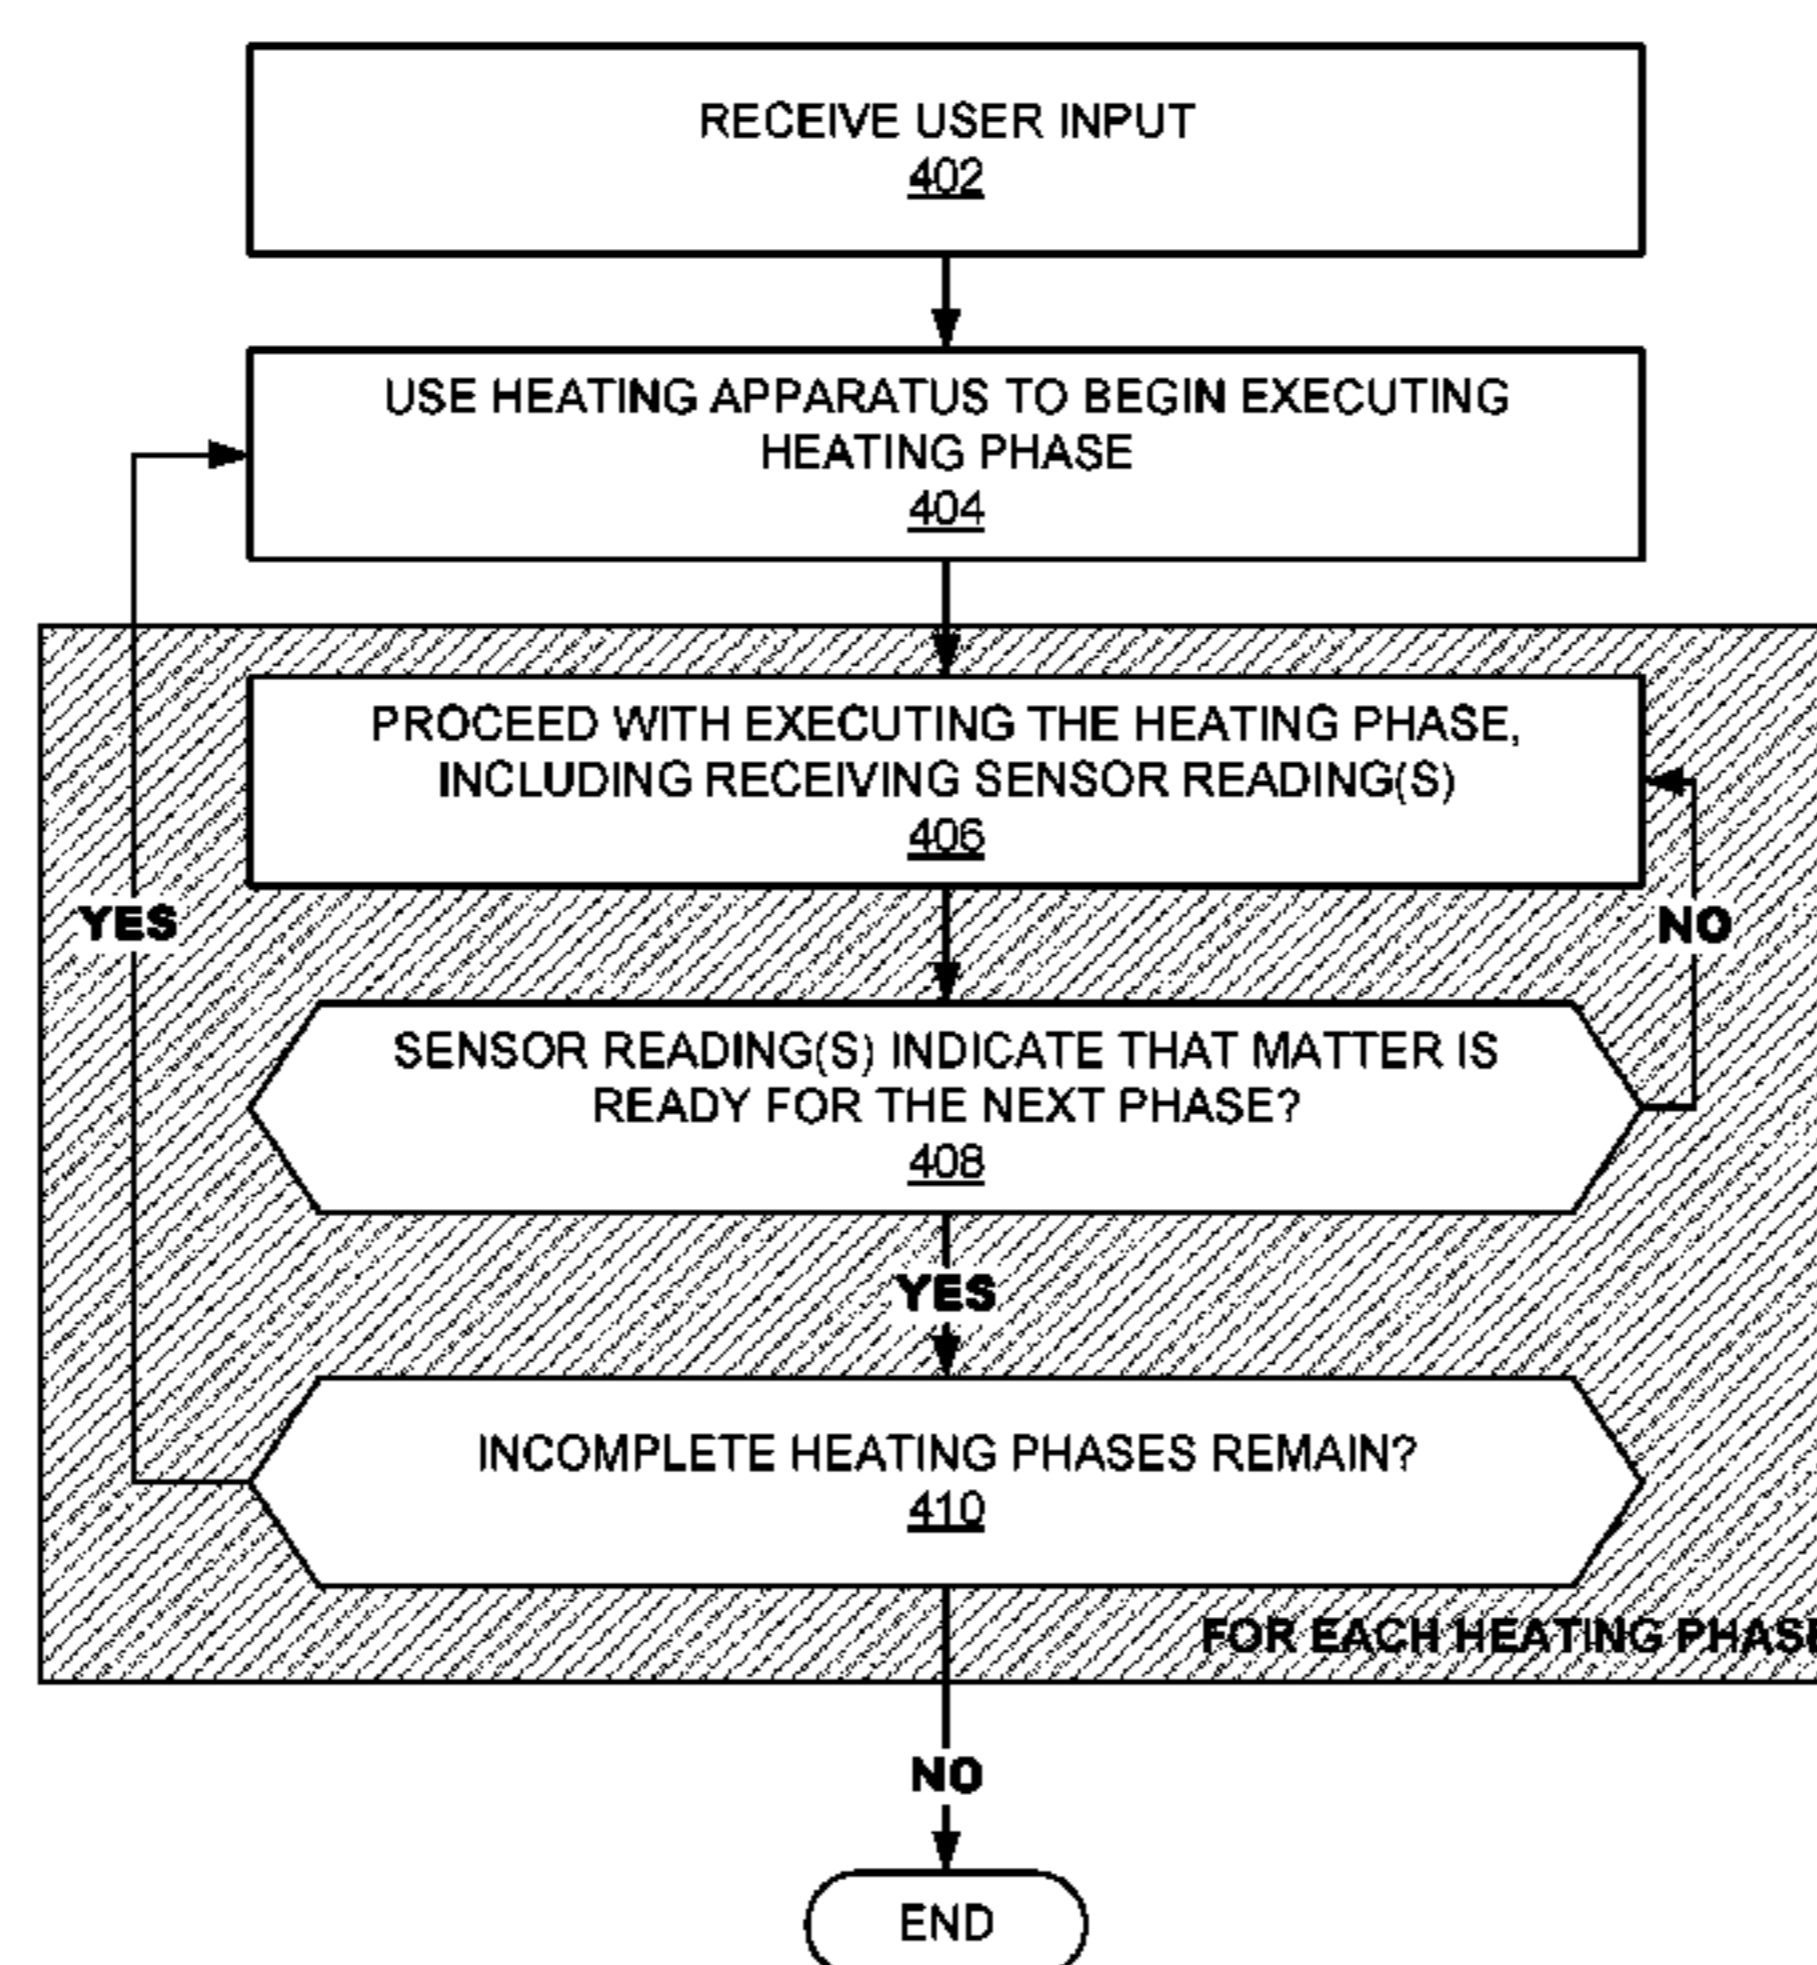 RECEIVE USER INPUT
402
USE HEATING APPARATUS TO BEGIN EXECUTING
HEATING PHASE
404
PROCEED WITH EXECUTING THE HEATING PHASE,
INCLUDING RECEIVING SENSOR READING(S)
406
YES
NO
SENSOR READING(S) INDICATE THAT MATTER IS
READY FOR THE NEXT PHASE?
408
YES
INCOMPLETE HEATING PHASES REMAIN?
410
FOR EACH HEATING PHASE
NO
END